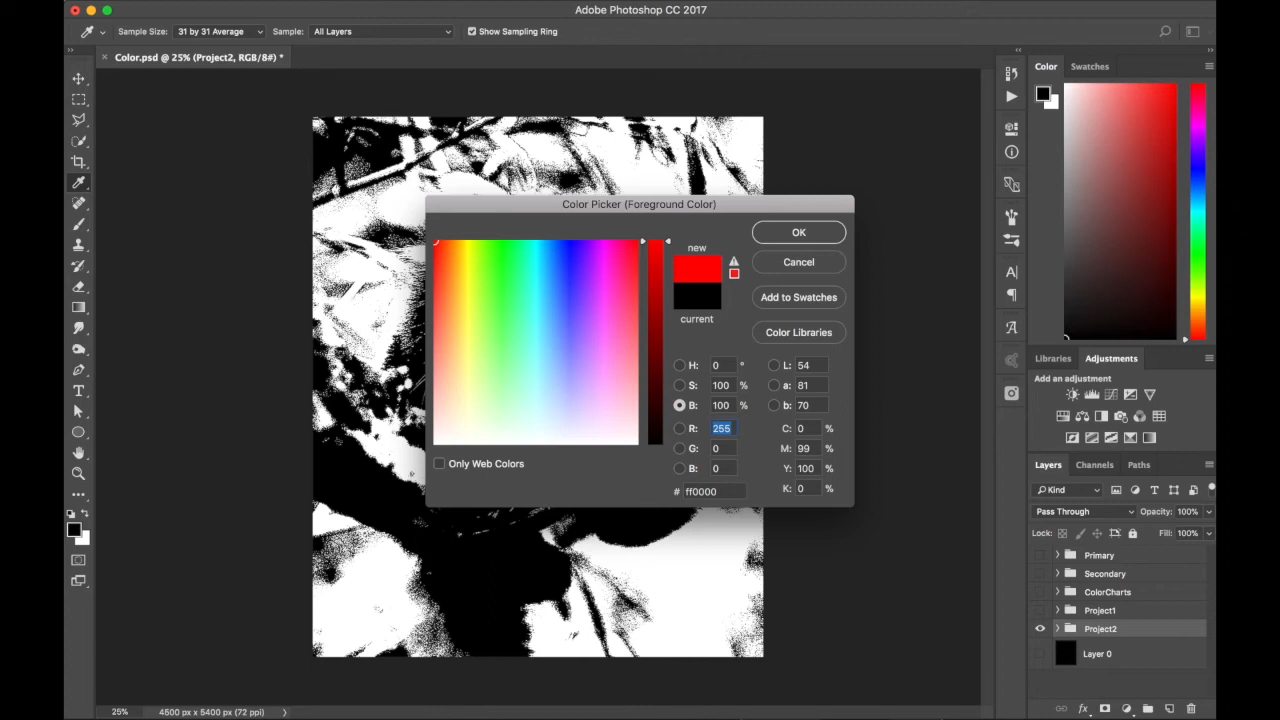 Adobe Photoshop CC 2017
Sample Size: 31 by 31 Average Sample: All Layers Show Sampling Ring
Color.psd @ 25% (Project2, RGB/8#) *
Color Swatches
Color Picker (Foreground Color)
new
current
OK
Cancel
Add to Swatches
Color Libraries
H: 0 ° L: 54
S: 100 % a: 81
B: 100 % b: 70
R: 255 C: 0 %
G: 0 M: 99 %
B: 0 Y: 100 %
# ff0000 K: 0 %
Only Web Colors
Libraries Adjustments
Add an adjustment
Layers Channels Paths
Kind
Pass Through Opacity: 100%
Lock: Fill: 100%
Primary
Secondary
ColorCharts
Project1
Project2
Layer 0
fx
25% 4500 px x 5400 px (72 ppi)